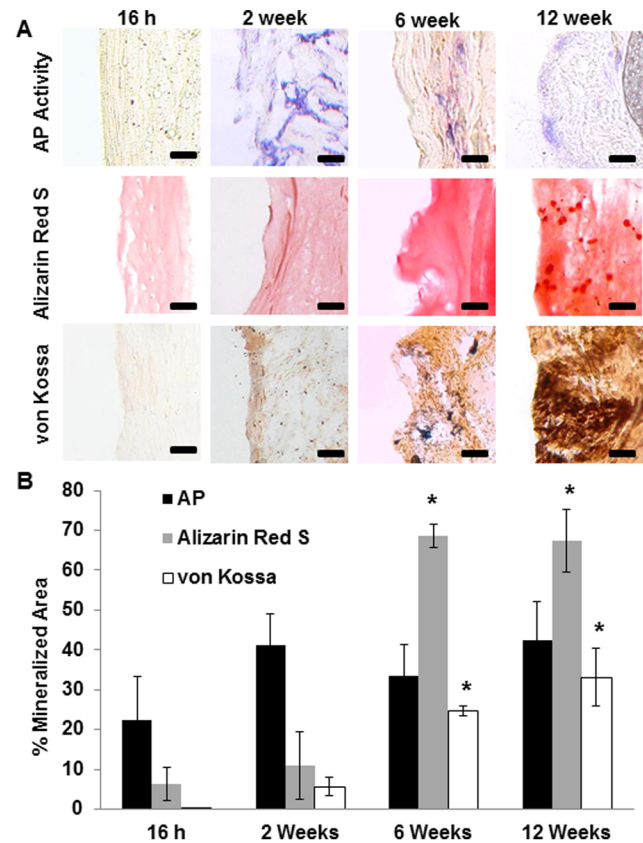 A
16 h
2 week
6 week
12 week
AP Activity
Alizarin Red S
von Kossa
B
80
70
60
50
40
30
20
10
0
% Mineralized Area
AP
Alizarin Red S
von Kossa
*
*
*
*
16 h
2 Weeks
6 Weeks
12 Weeks